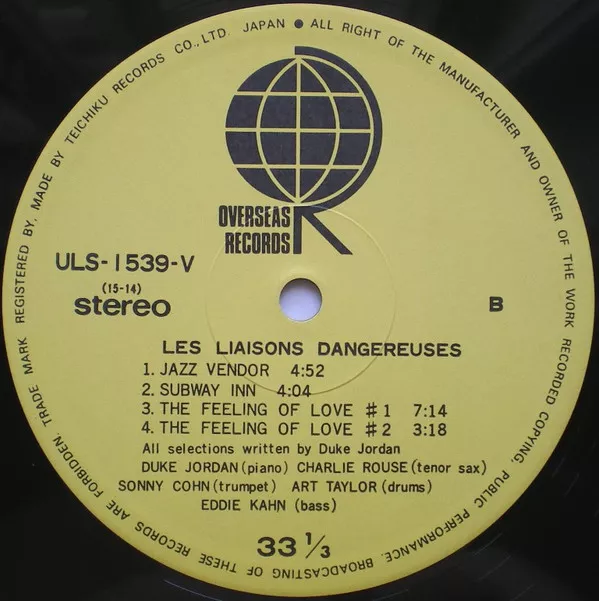 TRADE MARK REGISTERED BY, MADE BY TEICHIKU RECORDS CO., LTD. JAPAN ● ALL RIGHT OF THE MANUFACTURER AND OWNER OF THE WORK RECORDED COPYING, PUBLIC PERFORMANCE, BROADCASTING OF THESE RECORDS ARE FORBIDDEN.
OVERSEAS
RECORDS
ULS-1539-V
(15-14)
stereo
B
LES LIAISONS DANGEREUSES
1. JAZZ VENDOR 4:52
2. SUBWAY INN 4:04
3. THE FEELING OF LOVE #1 7:14
4. THE FEELING OF LOVE #2 3:18
All selections written by Duke Jordan
DUKE JORDAN (piano) CHARLIE ROUSE (tenor sax)
SONNY COHN (trumpet) ART TAYLOR (drums)
EDDIE KAHN (bass)
33 1/3